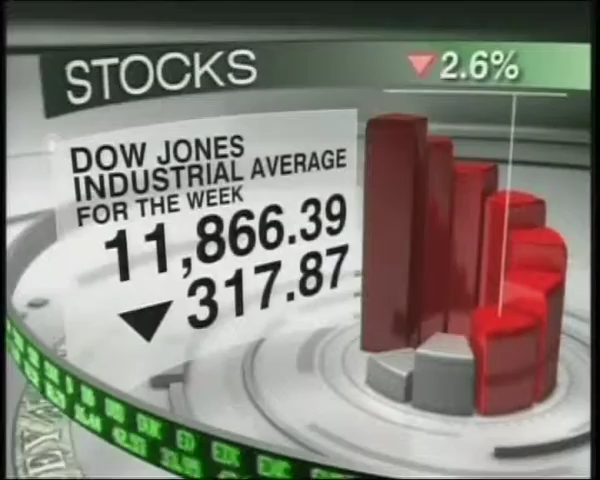 STOCKS
2.6%
DOW JONES
INDUSTRIAL AVERAGE
FOR THE WEEK
11,866.39
317.87